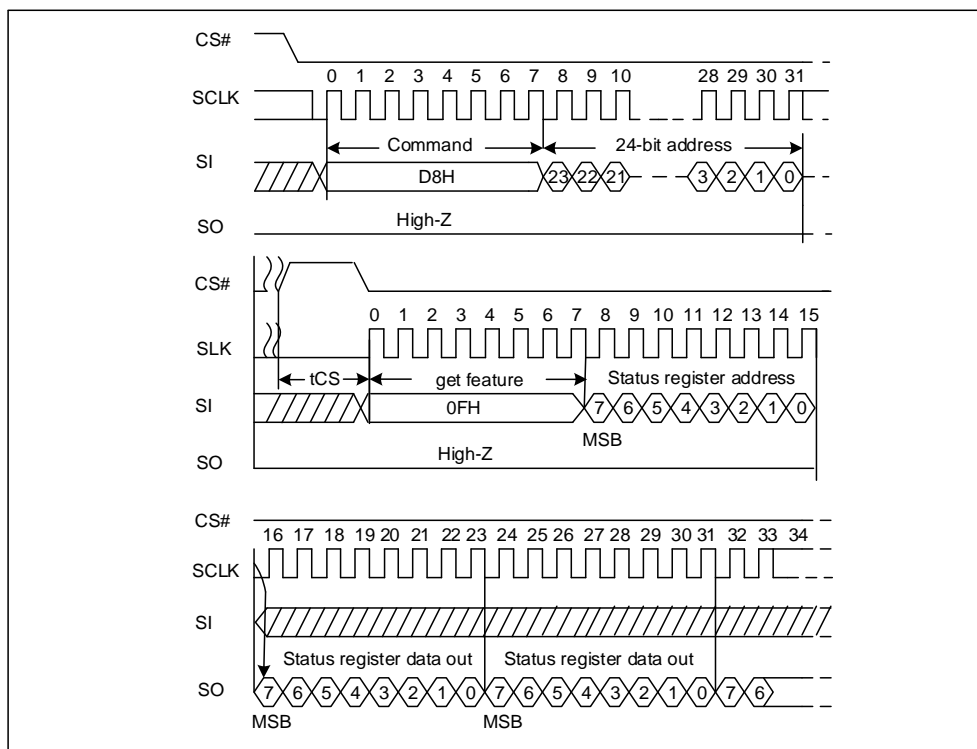 CS#
0 1 2 3 4 5 6 7 8 9 10 28 29 30 31
SCLK
Command 24-bit address
SI
D8H 23 22 21 3 2 1 0
High-Z
SO
CS#
0 1 2 3 4 5 6 7 8 9 10 11 12 13 14 15
SLK
tCS get feature Status register address
SI
0FH 7 6 5 4 3 2 1 0
MSB
High-Z
SO
CS#
16 17 18 19 20 21 22 23 24 25 26 27 28 29 30 31 32 33 34
SCLK
SI
Status register data out Status register data out
SO 7 6 5 4 3 2 1 0 7 6 5 4 3 2 1 0 7 6
MSB MSB